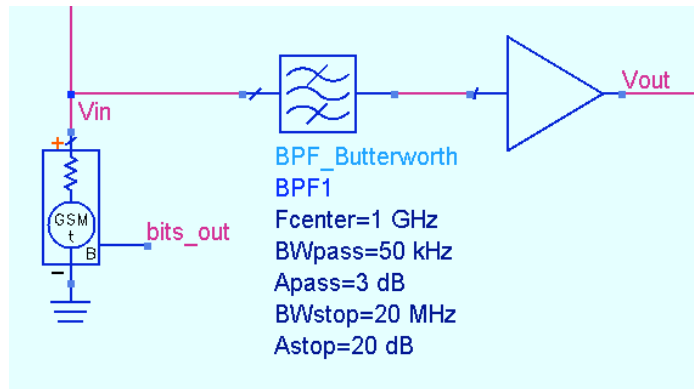 Vin
Vout
+
GSM
t
B
-
bits_out
BPF_Butterworth
BPF1
Fcenter=1 GHz
BWpass=50 kHz
Apass=3 dB
BWstop=20 MHz
Astop=20 dB